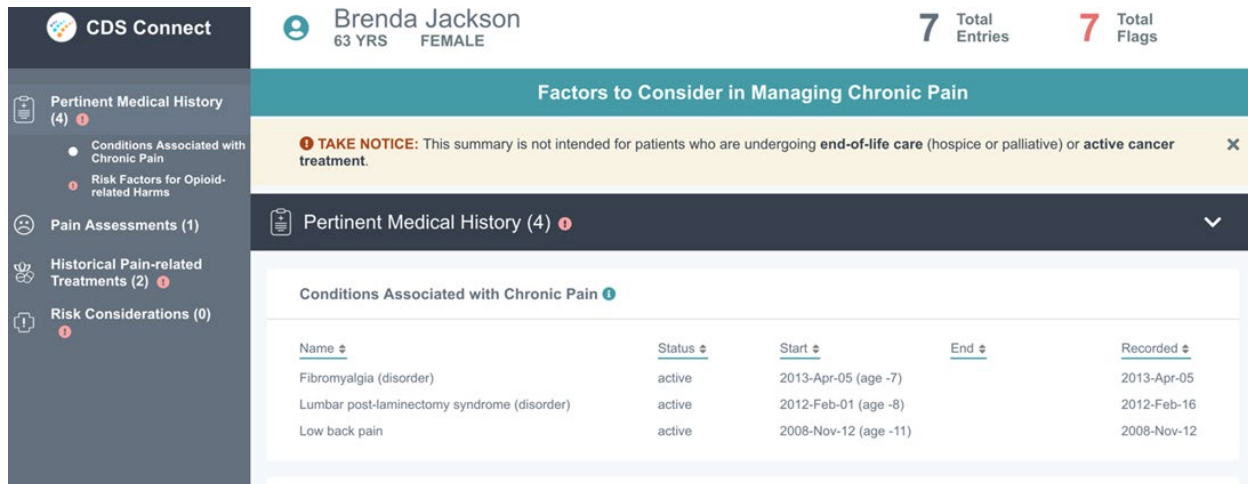 CDS Connect
Pertinent Medical History
(4)
Conditions Associated with
Chronic Pain
Risk Factors for Opioid-
related Harms
Pain Assessments (1)
Historical Pain-related
Treatments (2)
Risk Considerations (0)
Brenda Jackson
63 YRS FEMALE
7 Total
Entries
7 Total
Flags
Factors to Consider in Managing Chronic Pain
TAKE NOTICE: This summary is not intended for patients who are undergoing end-of-life care (hospice or palliative) or active cancer
treatment.
Pertinent Medical History (4)
Conditions Associated with Chronic Pain
Name Status Start End Recorded
Fibromyalgia (disorder) active 2013-Apr-05 (age -7) 2013-Apr-05
Lumbar post-laminectomy syndrome (disorder) active 2012-Feb-01 (age -8) 2012-Feb-16
Low back pain active 2008-Nov-12 (age -11) 2008-Nov-12